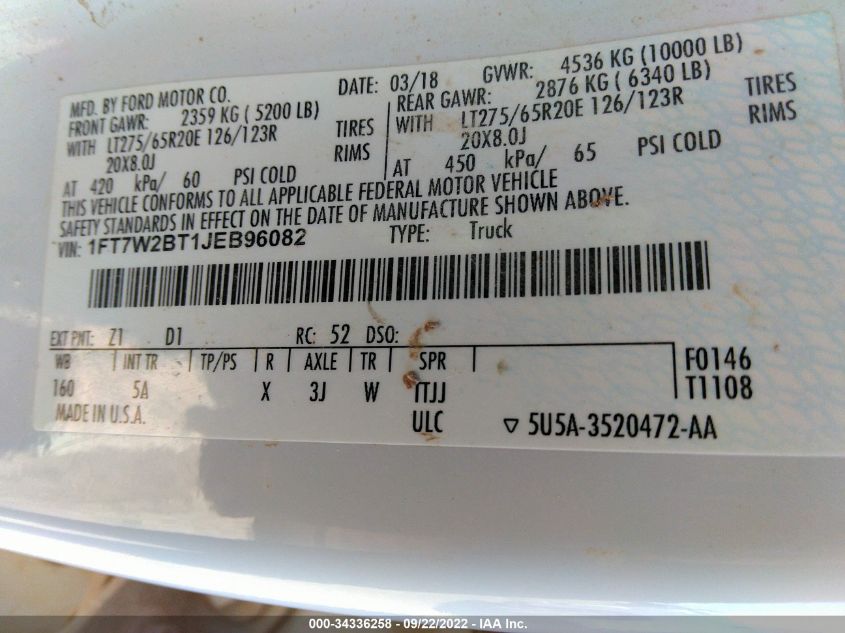 MFD. BY FORD MOTOR CO. DATE: 03/18 GVWR: 4536 KG (10000 LB)
FRONT GAWR: 2359 KG ( 5200 LB) REAR GAWR: 2876 KG ( 6340 LB)
WITH LT275/65R20E 126/123R TIRES WITH LT275/65R20E 126/123R TIRES
20X8.0J RIMS 20X8.0J RIMS
AT 420 kPa/ 60 PSI COLD AT 450 kPa/ 65 PSI COLD
THIS VEHICLE CONFORMS TO ALL APPLICABLE FEDERAL MOTOR VEHICLE
SAFETY STANDARDS IN EFFECT ON THE DATE OF MANUFACTURE SHOWN ABOVE.
VIN: 1FT7W2BT1JEB96082 TYPE: Truck
EXT PNT: Z1 D1 RC: 52 DSO:
WB INT TR TP/PS R AXLE TR SPR F0146
160 5A X 3J W ITJJ T1108
MADE IN U.S.A. ULC ▽ 5U5A-3520472-AA
000-34336258 - 09/22/2022 - IAA Inc.